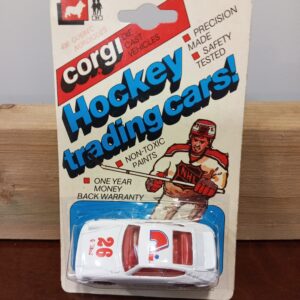 corgi
DIE
CAST
VEHICLES
• PRECISION
MADE
• SAFETY
TESTED
Hockey
trading cars!
• NON-TOXIC
PAINTS
• ONE YEAR
MONEY
BACK WARRANTY
NHL
26